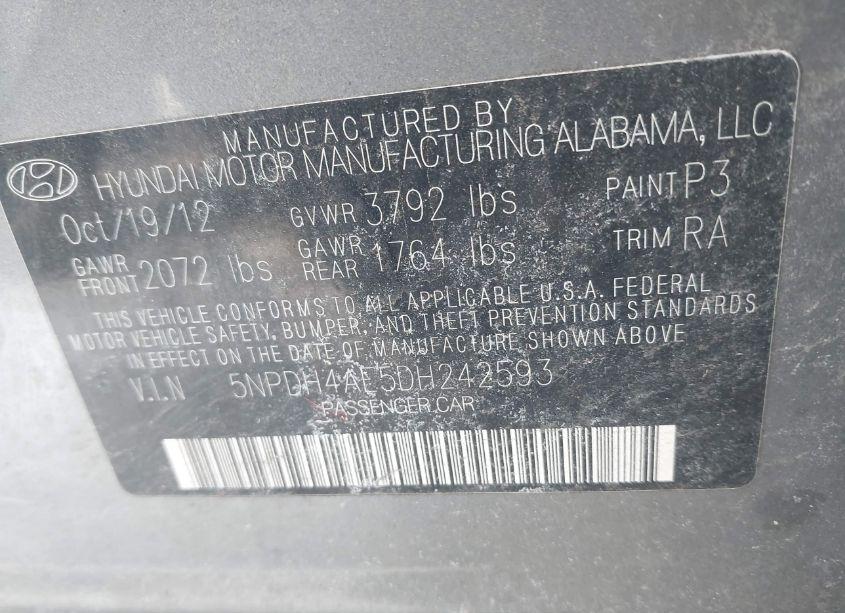 MANUFACTURED BY
HYUNDAI MOTOR MANUFACTURING ALABAMA, LLC
Oct/19/12 GVWR 3792 lbs PAINT P3
GAWR FRONT 2072 lbs GAWR REAR 1764 lbs TRIM RA
THIS VEHICLE CONFORMS TO ALL APPLICABLE U.S.A. FEDERAL
MOTOR VEHICLE SAFETY, BUMPER, AND THEFT PREVENTION STANDARDS
IN EFFECT ON THE DATE OF MANUFACTURE SHOWN ABOVE
V.I.N 5NPDH4AE5DH242593
PASSENGER CAR